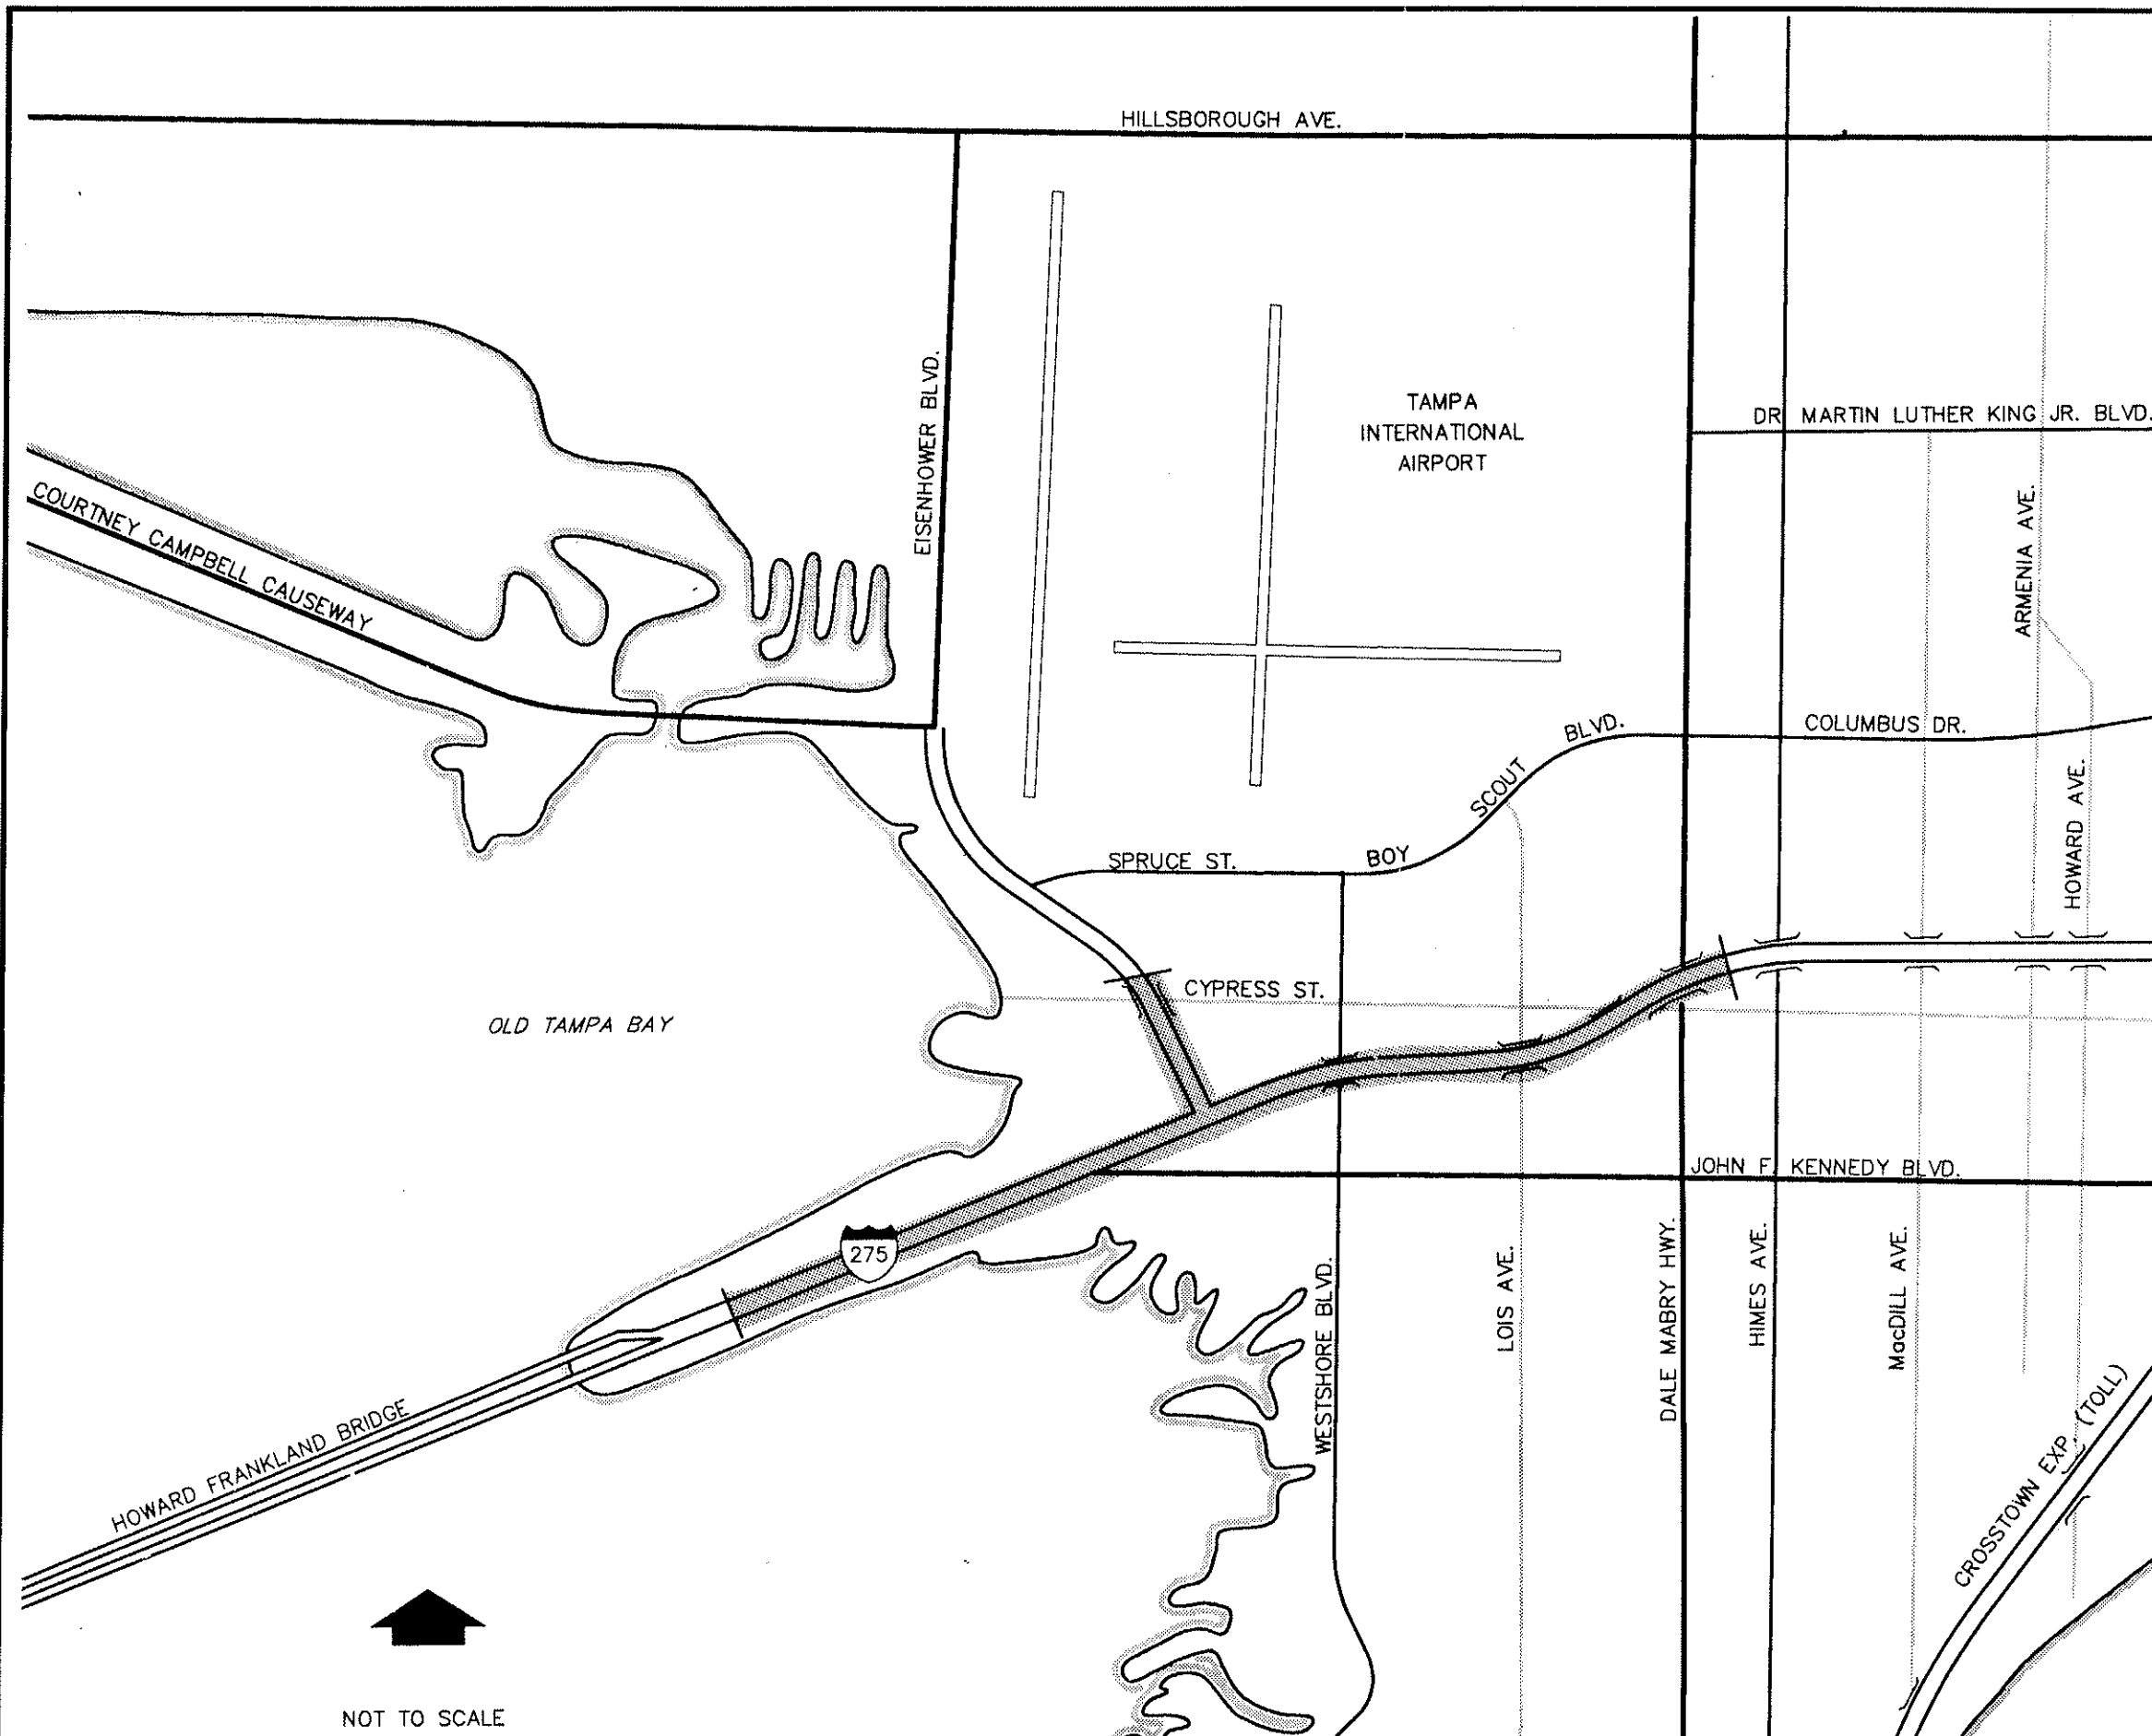 HILLSBOROUGH AVE.
EISENHOWER BLVD.
TAMPA
INTERNATIONAL
AIRPORT
DR MARTIN LUTHER KING JR. BLVD.
COURTNEY CAMPBELL CAUSEWAY
ARMENIA AVE.
BOY SCOUT BLVD.
COLUMBUS DR.
HOWARD AVE.
SPRUCE ST.
CYPRESS ST.
OLD TAMPA BAY
JOHN F. KENNEDY BLVD.
275
WESTSHORE BLVD.
LOIS AVE.
DALE MABRY HWY.
HIMES AVE.
MacDILL AVE.
HOWARD FRANKLAND BRIDGE
CROSSTOWN EXP. (TOLL)
NOT TO SCALE